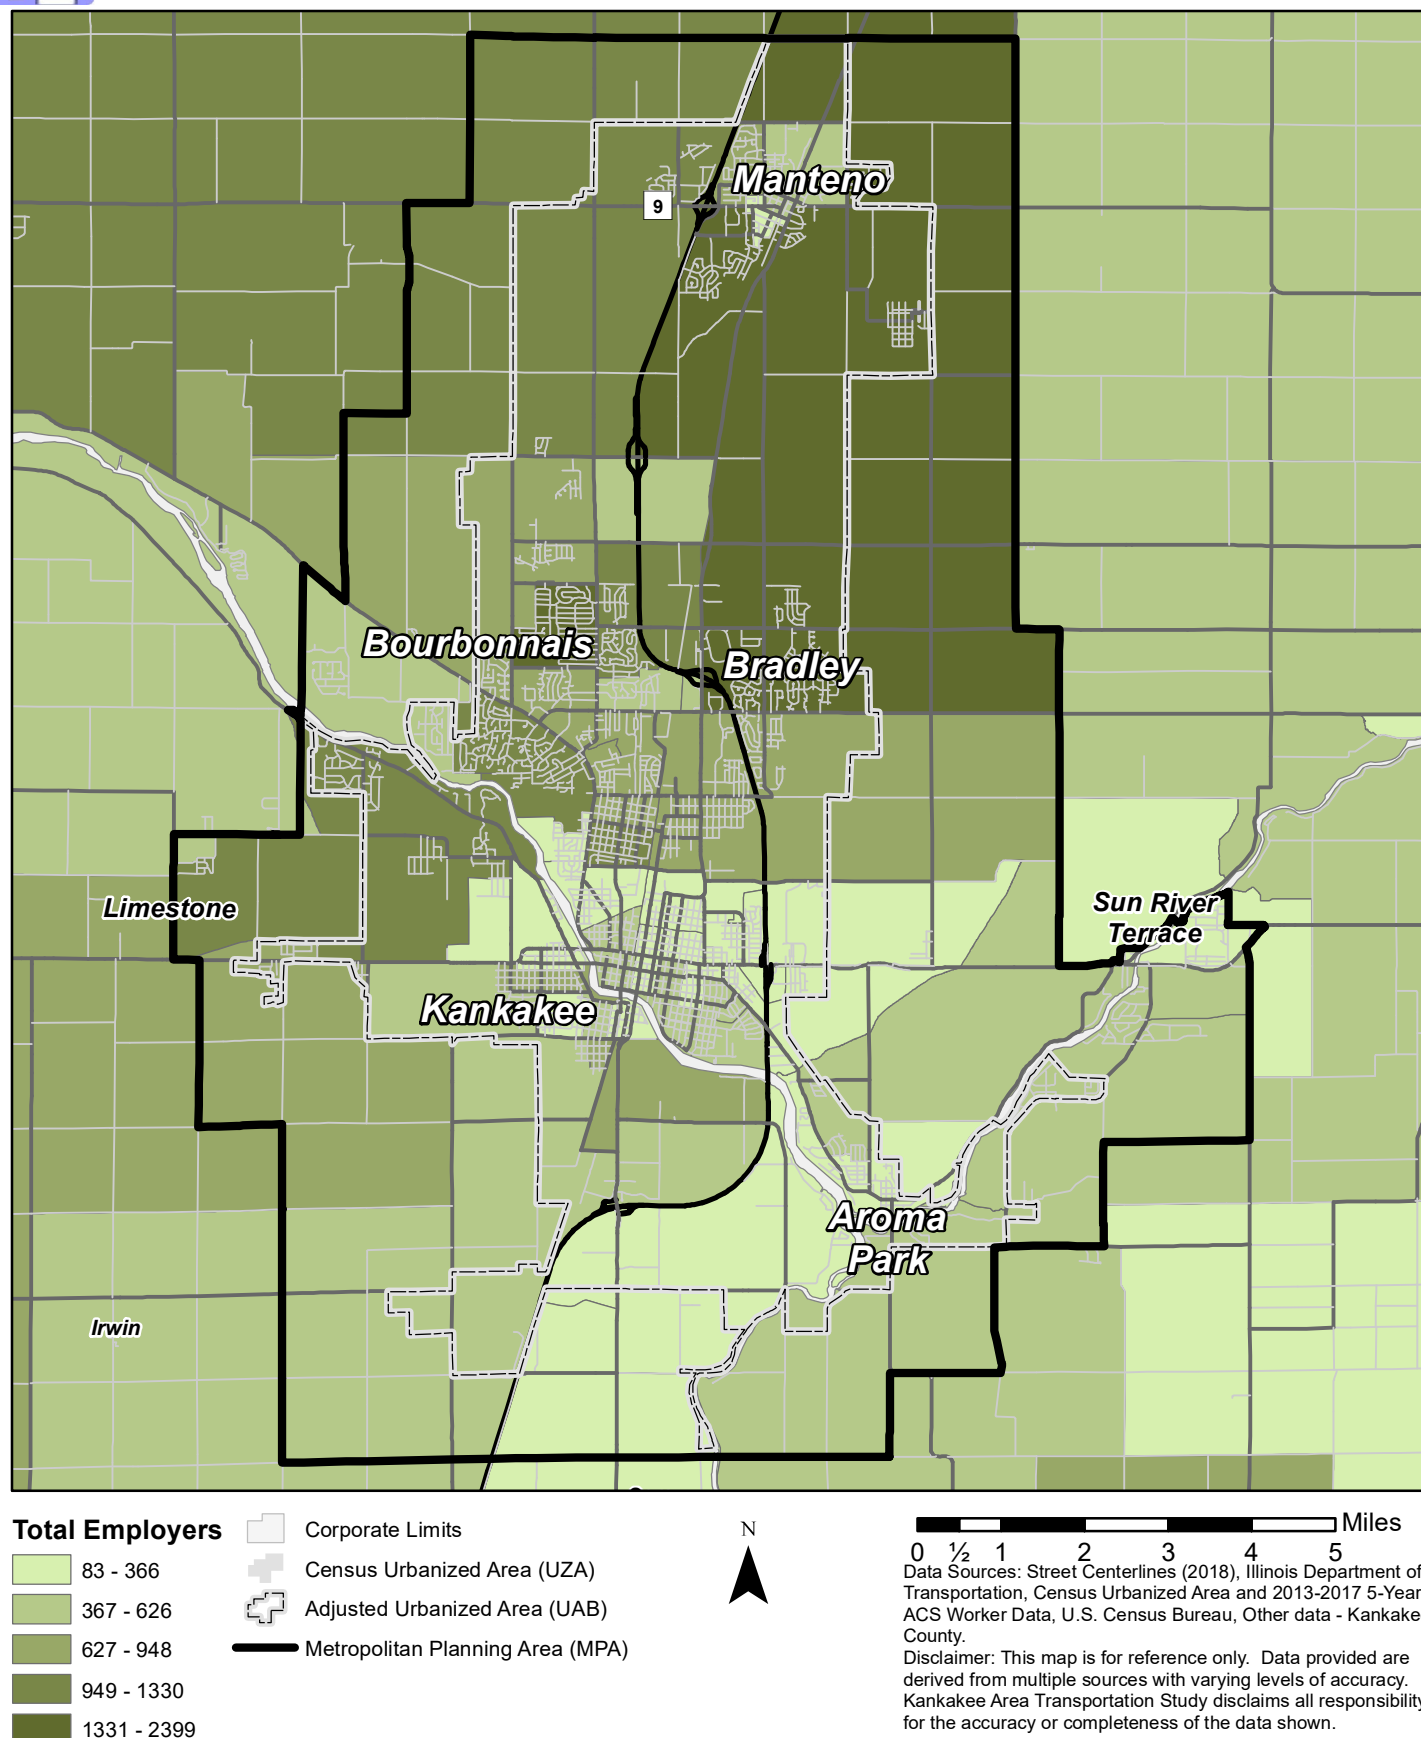 Manteno
9
Bourbonnais
Bradley
Limestone
Sun River
Terrace
Kankakee
Aroma
Park
Irwin
Total Employers
83 - 366
367 - 626
627 - 948
949 - 1330
1331 - 2399
Corporate Limits
Census Urbanized Area (UZA)
Adjusted Urbanized Area (UAB)
Metropolitan Planning Area (MPA)
N
Miles
0 ½ 1 2 3 4 5
Data Sources: Street Centerlines (2018), Illinois Department of
Transportation, Census Urbanized Area and 2013-2017 5-Year
ACS Worker Data, U.S. Census Bureau, Other data - Kankake
County.
Disclaimer: This map is for reference only. Data provided are
derived from multiple sources with varying levels of accuracy.
Kankakee Area Transportation Study disclaims all responsibility
for the accuracy or completeness of the data shown.